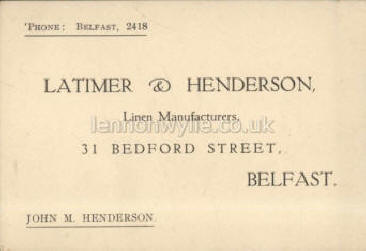 'Phone: Belfast, 2418
LATIMER & HENDERSON,
Linen Manufacturers,
lennonwylie.co.uk
31 BEDFORD STREET,
BELFAST.
JOHN M. HENDERSON.